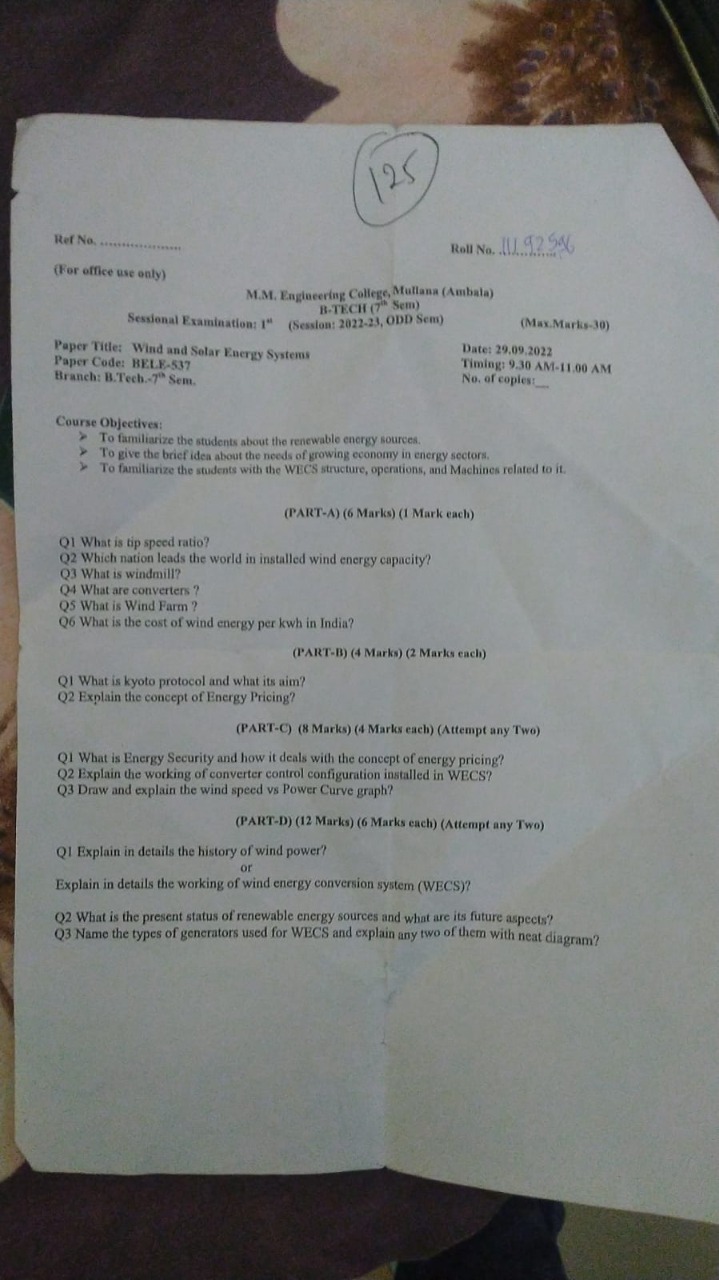 125
Ref No. ..................
Roll No. 1192596
(For office use only)
M.M. Engineering College, Mullana (Ambala)
B-TECH (7th Sem)
Sessional Examination: 1st (Session: 2022-23, ODD Sem) (Max.Marks-30)
Paper Title: Wind and Solar Energy Systems Date: 29.09.2022
Paper Code: BELE-537 Timing: 9.30 AM-11.00 AM
Branch: B.Tech.-7th Sem. No. of copies:__
Course Objectives:
➢ To familiarize the students about the renewable energy sources.
➢ To give the brief idea about the needs of growing economy in energy sectors.
➢ To familiarize the students with the WECS structure, operations, and Machines related to it.
(PART-A) (6 Marks) (1 Mark each)
Q1 What is tip speed ratio?
Q2 Which nation leads the world in installed wind energy capacity?
Q3 What is windmill?
Q4 What are converters ?
Q5 What is Wind Farm ?
Q6 What is the cost of wind energy per kwh in India?
(PART-B) (4 Marks) (2 Marks each)
Q1 What is kyoto protocol and what its aim?
Q2 Explain the concept of Energy Pricing?
(PART-C) (8 Marks) (4 Marks each) (Attempt any Two)
Q1 What is Energy Security and how it deals with the concept of energy pricing?
Q2 Explain the working of converter control configuration installed in WECS?
Q3 Draw and explain the wind speed vs Power Curve graph?
(PART-D) (12 Marks) (6 Marks each) (Attempt any Two)
Q1 Explain in details the history of wind power?
or
Explain in details the working of wind energy conversion system (WECS)?
Q2 What is the present status of renewable energy sources and what are its future aspects?
Q3 Name the types of generators used for WECS and explain any two of them with neat diagram?